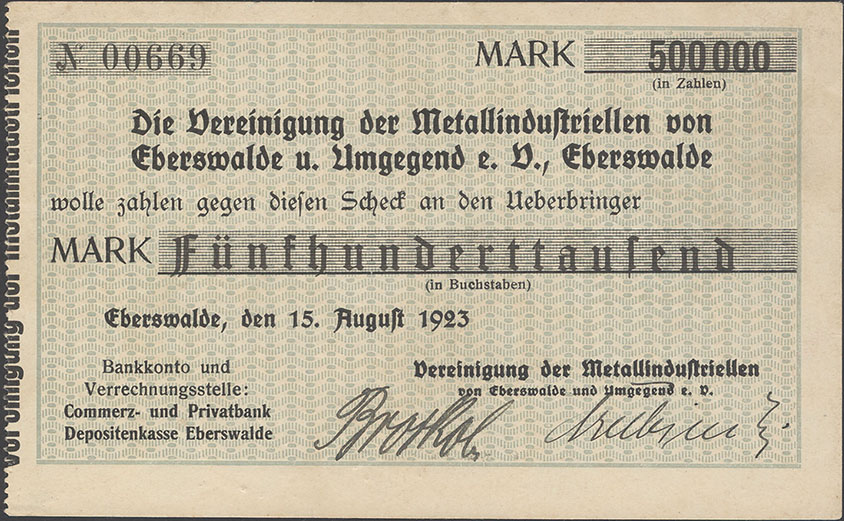 № 00669
MARK 500000
(in Zahlen)
Die Vereinigung der Metallindustriellen von
Eberswalde u. Umgegend e. V., Eberswalde
wolle zahlen gegen diesen Scheck an den Ueberbringer
MARK Fünfhunderttausend
(in Buchstaben)
Eberswalde, den 15. August 1923
Bankkonto und
Verrechnungsstelle:
Commerz- und Privatbank
Depositenkasse Eberswalde
Vereinigung der Metallindustriellen
von Eberswalde und Umgegend e. V.